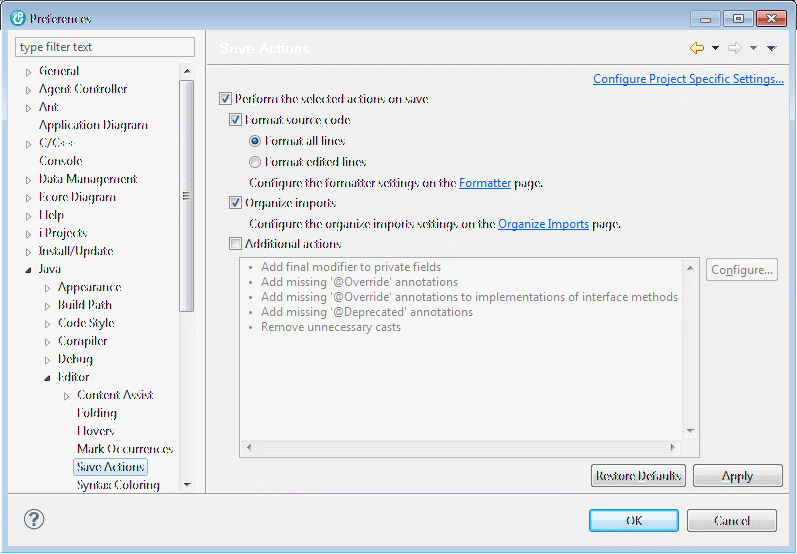 Preferences
type filter text
General
Agent Controller
Ant
Application Diagram
C/C++
Console
Data Management
Ecore Diagram
Help
i Projects
Install/Update
Java
Appearance
Build Path
Code Style
Compiler
Debug
Editor
Content Assist
Folding
Hovers
Mark Occurrences
Save Actions
Syntax Coloring
Save Actions
Configure Project Specific Settings...
Perform the selected actions on save
Format source code
Format all lines
Format edited lines
Configure the formatter settings on the Formatter page.
Organize imports
Configure the organize imports settings on the Organize Imports page.
Additional actions
• Add final modifier to private fields
• Add missing '@Override' annotations
• Add missing '@Override' annotations to implementations of interface methods
• Add missing '@Deprecated' annotations
• Remove unnecessary casts
Configure...
Restore Defaults
Apply
?
OK
Cancel